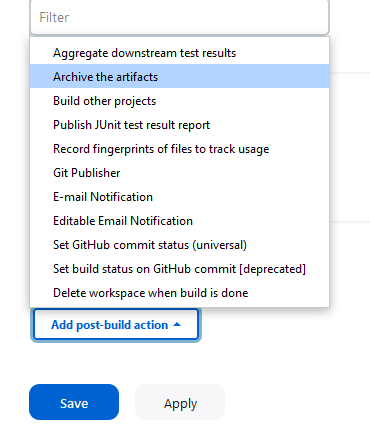 Filter
Aggregate downstream test results
Archive the artifacts
Build other projects
Publish JUnit test result report
Record fingerprints of files to track usage
Git Publisher
E-mail Notification
Editable Email Notification
Set GitHub commit status (universal)
Set build status on GitHub commit [deprecated]
Delete workspace when build is done
Add post-build action
Save Apply